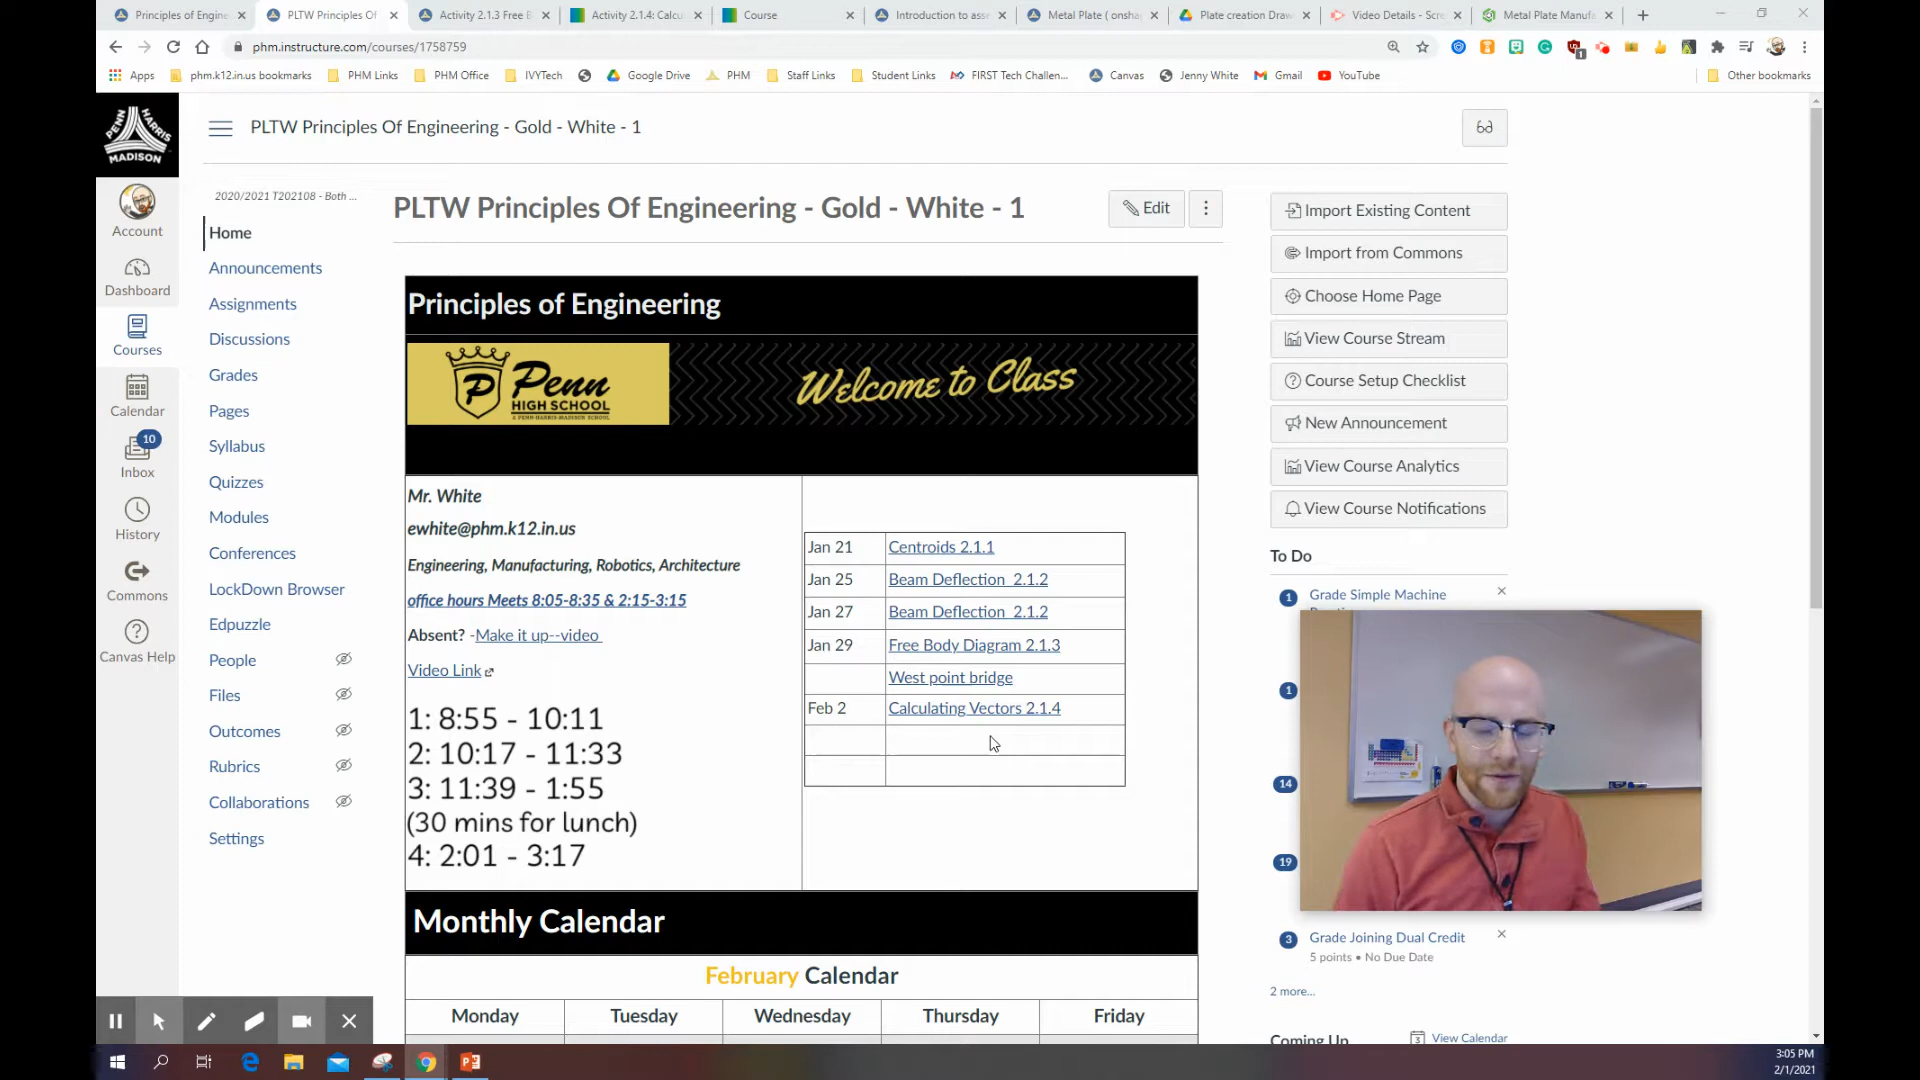 Principles of Engine
PLTW Principles Of
Activity 2.1.3 Free B
Activity 2.1.4: Calcu
Course
Introduction to asse
Metal Plate ( onsha
Plate creation Draw
Video Details - Scre
Metal Plate Manufa
phm.instructure.com/courses/1758759
Apps
phm.k12.in.us bookmarks
PHM Links
PHM Office
IVYTech
Google Drive
PHM
Staff Links
Student Links
FIRST Tech Challen...
Canvas
Jenny White
Gmail
YouTube
Other bookmarks
PENN
HARRIS
MADISON
Account
Dashboard
Courses
Calendar
10
Inbox
History
Commons
Canvas Help
PLTW Principles Of Engineering - Gold - White - 1
2020/2021 T202108 - Both ...
Home
Announcements
Assignments
Discussions
Grades
Pages
Syllabus
Quizzes
Modules
Conferences
LockDown Browser
Edpuzzle
People
Files
Outcomes
Rubrics
Collaborations
Settings
PLTW Principles Of Engineering - Gold - White - 1
Edit
Principles of Engineering
P Penn
HIGH SCHOOL
A PENN-HARRIS-MADISON SCHOOL
Welcome to Class
Mr. White
ewhite@phm.k12.in.us
Engineering, Manufacturing, Robotics, Architecture
office hours Meets 8:05-8:35 & 2:15-3:15
Absent? -Make it up--video
Video Link
1: 8:55 - 10:11
2: 10:17 - 11:33
3: 11:39 - 1:55
(30 mins for lunch)
4: 2:01 - 3:17
Jan 21 Centroids 2.1.1
Jan 25 Beam Deflection 2.1.2
Jan 27 Beam Deflection 2.1.2
Jan 29 Free Body Diagram 2.1.3
West point bridge
Feb 2 Calculating Vectors 2.1.4
Monthly Calendar
February Calendar
Monday Tuesday Wednesday Thursday Friday
Import Existing Content
Import from Commons
Choose Home Page
View Course Stream
Course Setup Checklist
New Announcement
View Course Analytics
View Course Notifications
To Do
1 Grade Simple Machine
1
14
19
3 Grade Joining Dual Credit
5 points • No Due Date
2 more...
Coming Up
View Calendar
3:05 PM
2/1/2021